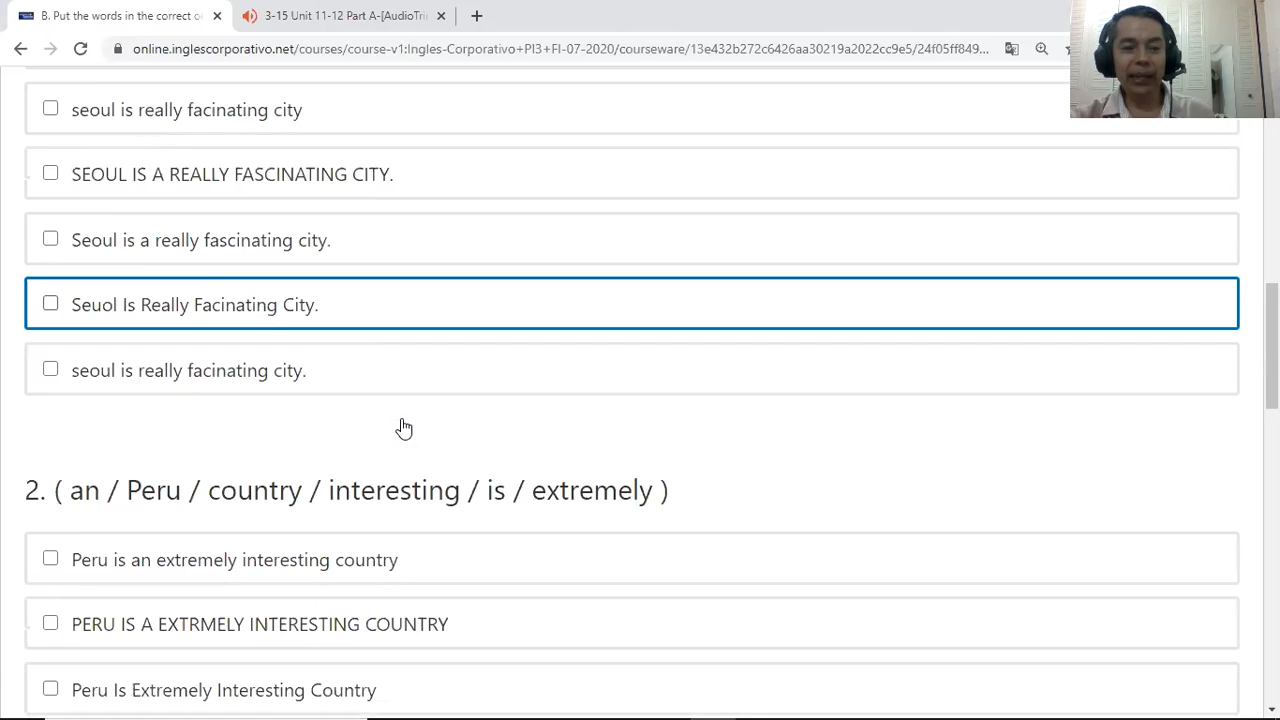 B. Put the words in the correct o
3-15 Unit 11-12 Part A-[AudioTri
online.inglescorporativo.net/courses/course-v1:Ingles-Corporativo+PI3+FI-07-2020/courseware/13e432b272c6426aa30219a2022cc9e5/24f05ff849...
seoul is really facinating city
SEOUL IS A REALLY FASCINATING CITY.
Seoul is a really fascinating city.
Seuol Is Really Facinating City.
seoul is really facinating city.
2. ( an / Peru / country / interesting / is / extremely )
Peru is an extremely interesting country
PERU IS A EXTRMELY INTERESTING COUNTRY
Peru Is Extremely Interesting Country